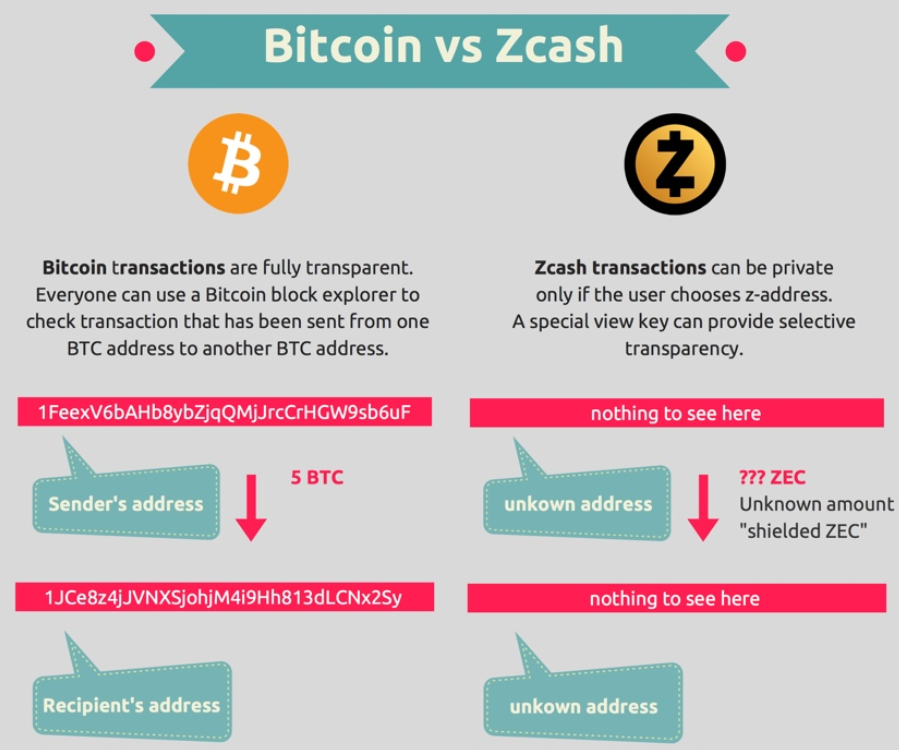 Bitcoin vs Zcash
Bitcoin transactions are fully transparent.
Everyone can use a Bitcoin block explorer to
check transaction that has been sent from one
BTC address to another BTC address.
Zcash transactions can be private
only if the user chooses z-address.
A special view key can provide selective
transparency.
1FeexV6bAHb8ybZjqQMjJrcCrHGW9sb6uF
Sender's address
5 BTC
1JCe8z4jJVNXSjohjM4i9Hh813dLCNx2Sy
Recipient's address
nothing to see here
unkown address
??? ZEC
Unknown amount
"shielded ZEC"
nothing to see here
unkown address